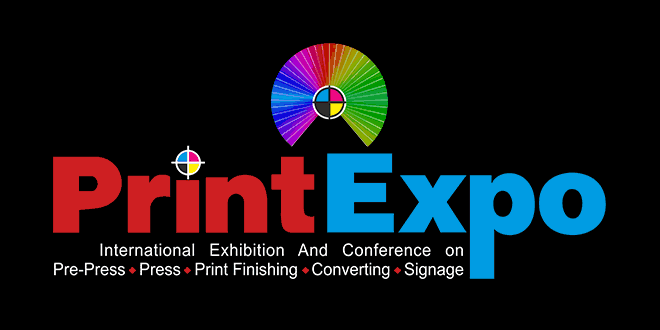 PrintExpo
International Exhibition And Conference on
Pre-Press ♦ Press ♦ Print Finishing ♦ Converting ♦ Signage